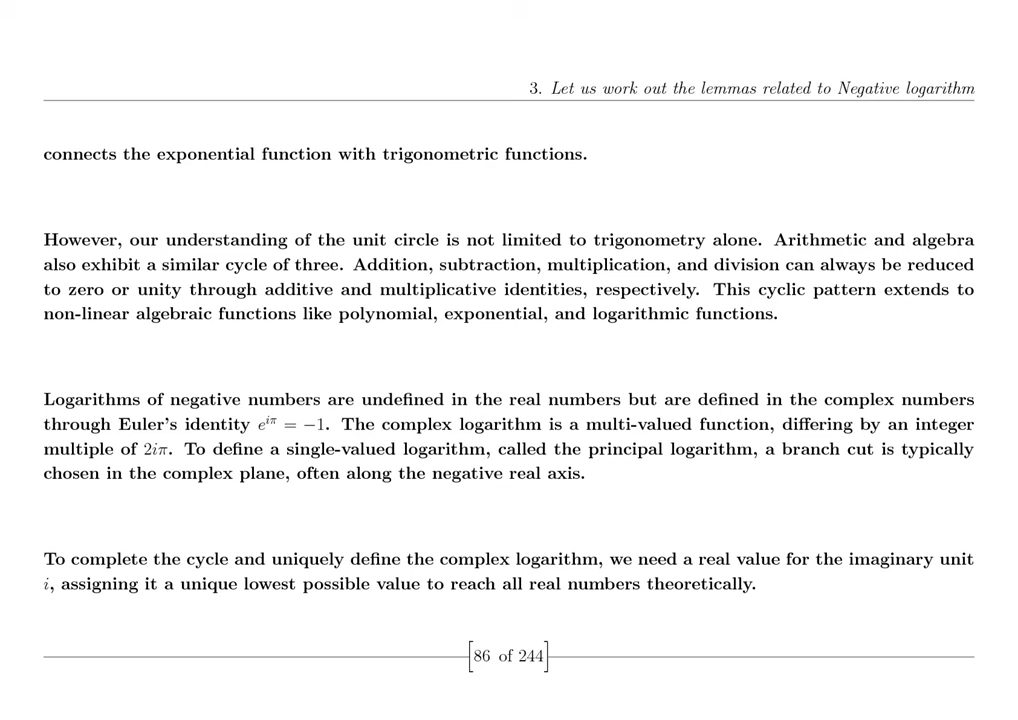 3. Let us work out the lemmas related to Negative logarithm
connects the exponential function with trigonometric functions.
However, our understanding of the unit circle is not limited to trigonometry alone. Arithmetic and algebra
also exhibit a similar cycle of three. Addition, subtraction, multiplication, and division can always be reduced
to zero or unity through additive and multiplicative identities, respectively. This cyclic pattern extends to
non-linear algebraic functions like polynomial, exponential, and logarithmic functions.
Logarithms of negative numbers are undefined in the real numbers but are defined in the complex numbers
through Euler's identity $e^{i\pi} = -1$. The complex logarithm is a multi-valued function, differing by an integer
multiple of $2i\pi$. To define a single-valued logarithm, called the principal logarithm, a branch cut is typically
chosen in the complex plane, often along the negative real axis.
To complete the cycle and uniquely define the complex logarithm, we need a real value for the imaginary unit
$i$, assigning it a unique lowest possible value to reach all real numbers theoretically.
[86 of 244]